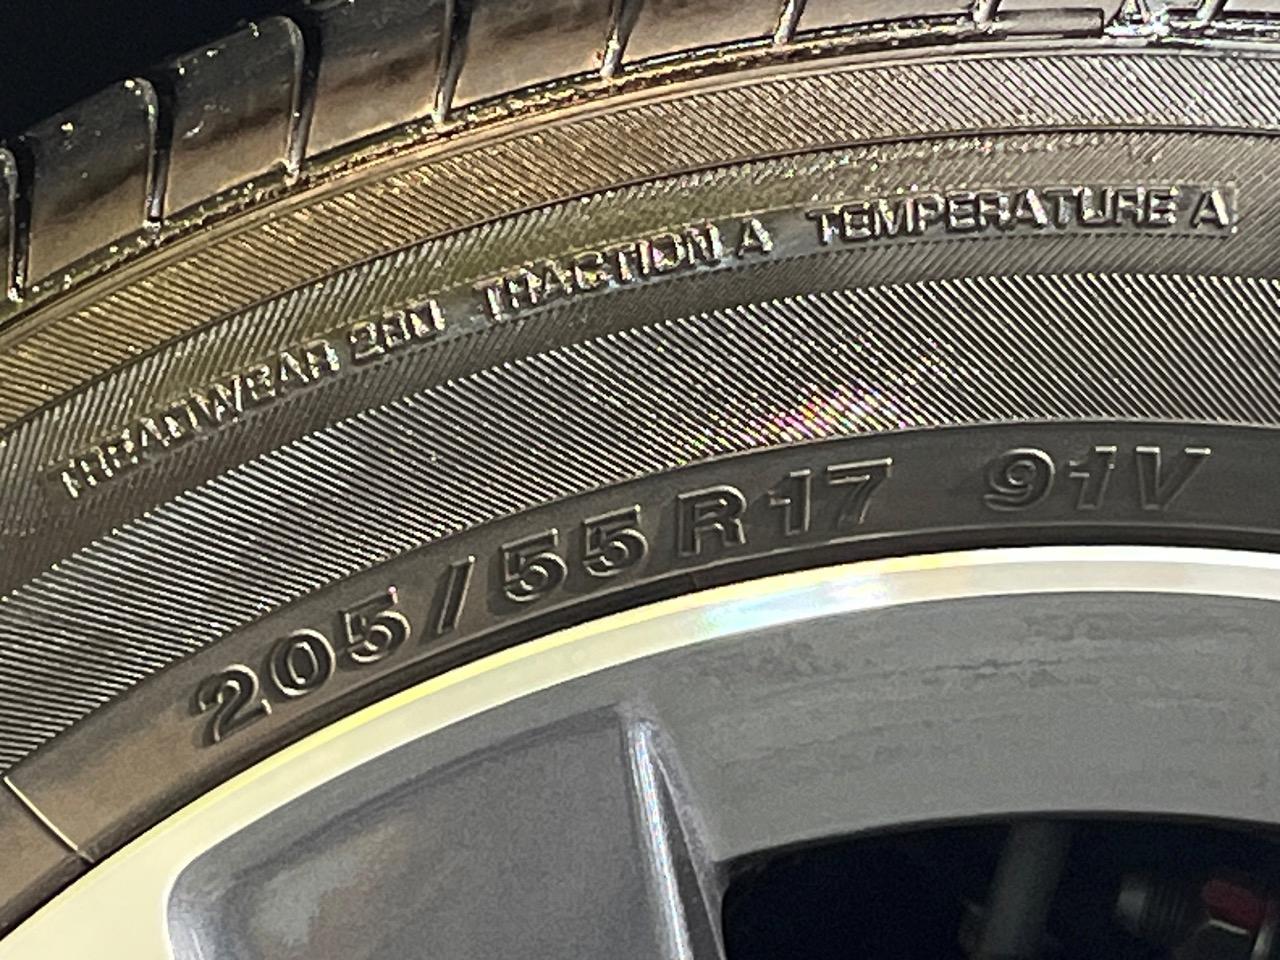 TREADWEAR 280 TRACTION A TEMPERATURE A
205/55R17 91V